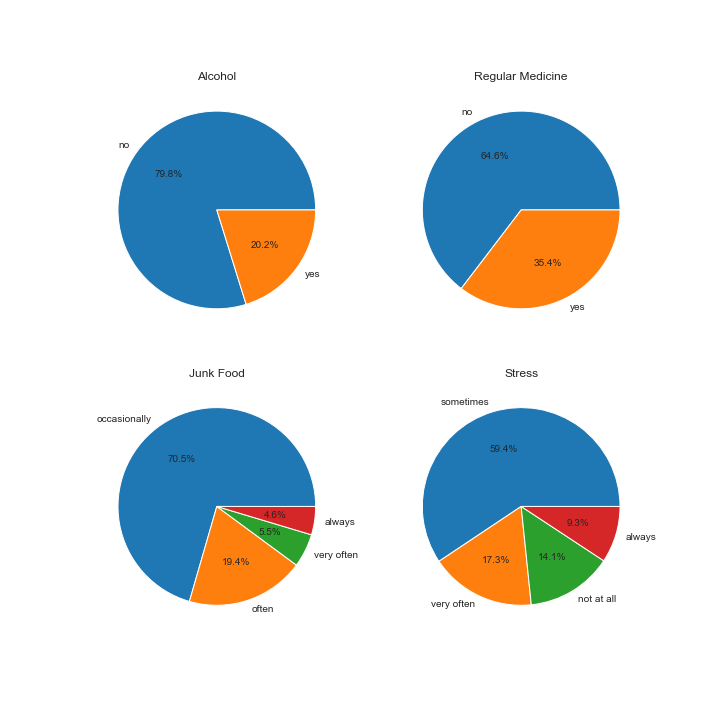 Alcohol
no
79.8%
20.2%
yes
Regular Medicine
no
64.6%
35.4%
yes
Junk Food
occasionally
70.5%
4.6%
always
5.5%
very often
19.4%
often
Stress
sometimes
59.4%
9.3%
always
17.3%
14.1%
very often
not at all